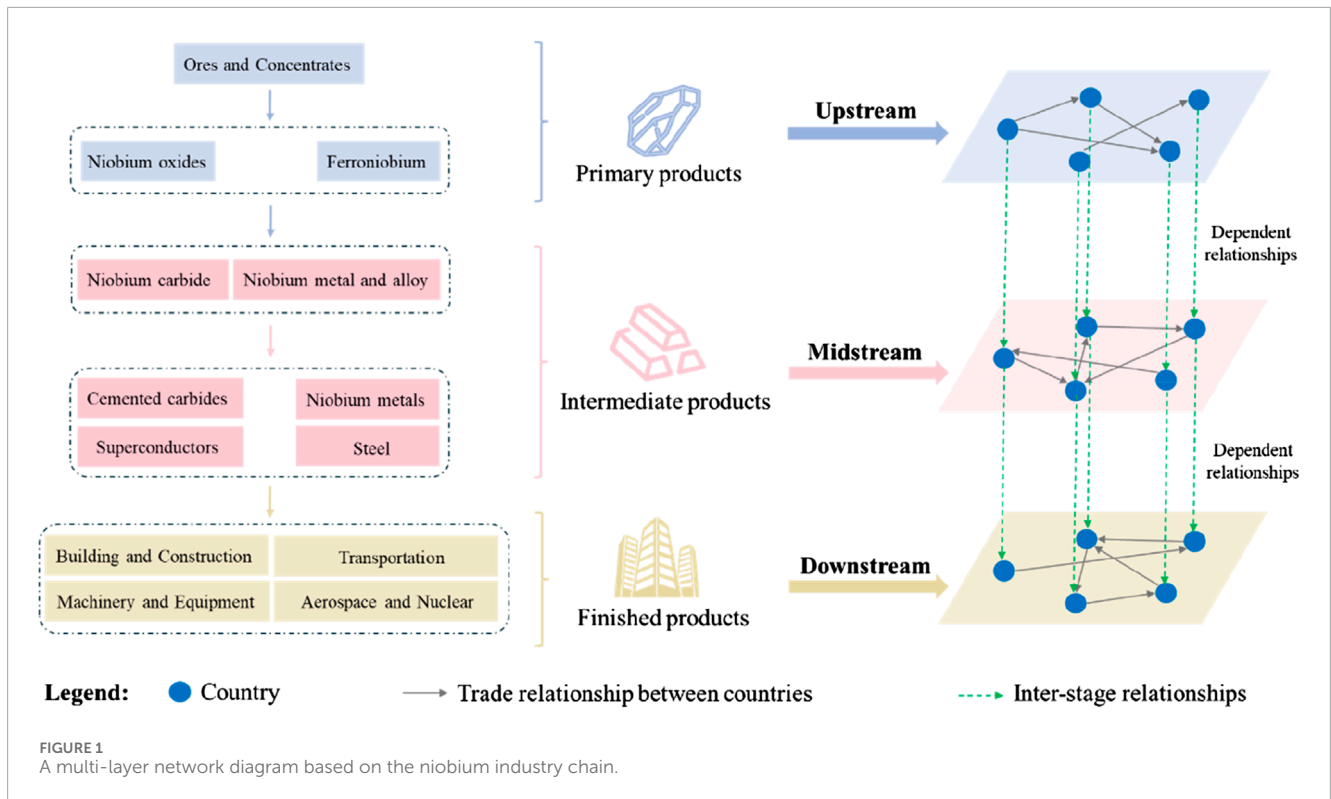 Ores and Concentrates
Niobium oxides
Ferroniobium
Primary products
Upstream
Dependent
relationships
Niobium carbide
Niobium metal and alloy
Cemented carbides
Niobium metals
Superconductors
Steel
Intermediate products
Midstream
Dependent
relationships
Building and Construction
Transportation
Machinery and Equipment
Aerospace and Nuclear
Finished products
Downstream
Legend:
Country
Trade relationship between countries
Inter-stage relationships
FIGURE 1
A multi-layer network diagram based on the niobium industry chain.